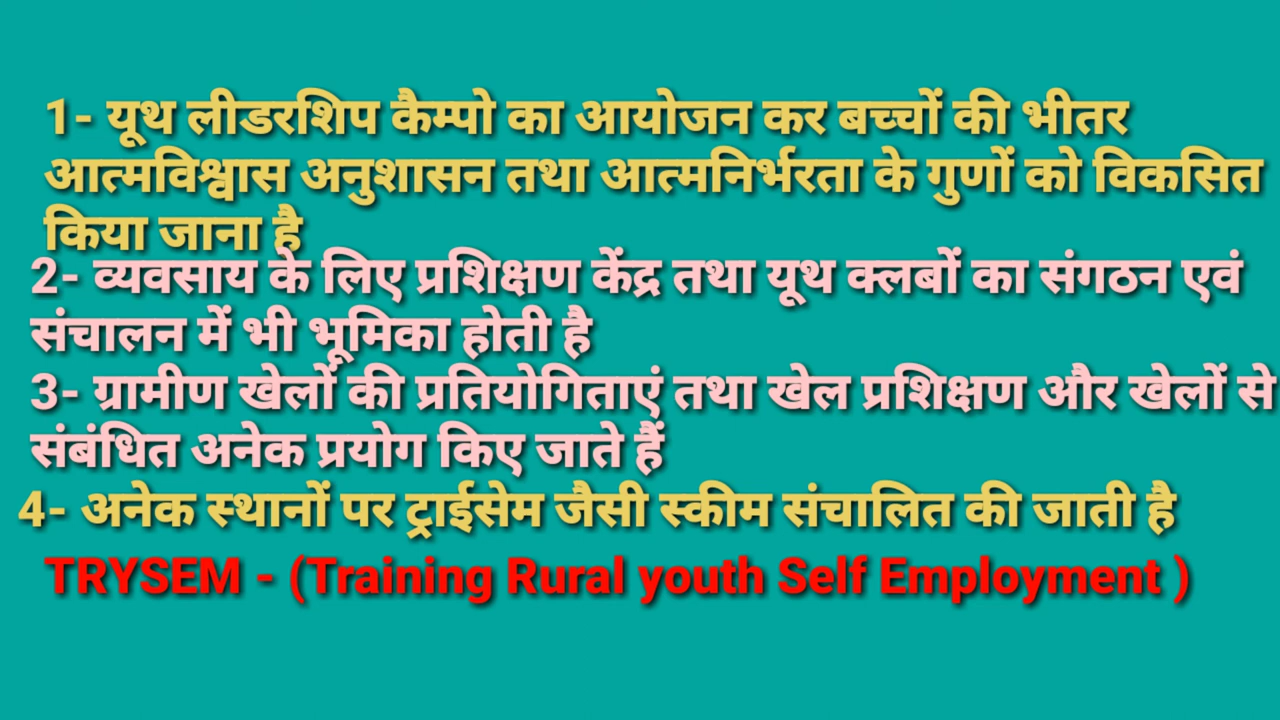 1- यूथ लीडरशिप कैम्पो का आयोजन कर बच्चों की भीतर
आत्मविश्वास अनुशासन तथा आत्मनिर्भरता के गुणों को विकसित
किया जाना है
2- व्यवसाय के लिए प्रशिक्षण केंद्र तथा यूथ क्लबों का संगठन एवं
संचालन में भी भूमिका होती है
3- ग्रामीण खेलों की प्रतियोगिताएं तथा खेल प्रशिक्षण और खेलों से
संबंधित अनेक प्रयोग किए जाते हैं
4- अनेक स्थानों पर ट्राईसेम जैसी स्कीम संचालित की जाती है
TRYSEM - (Training Rural youth Self Employment )